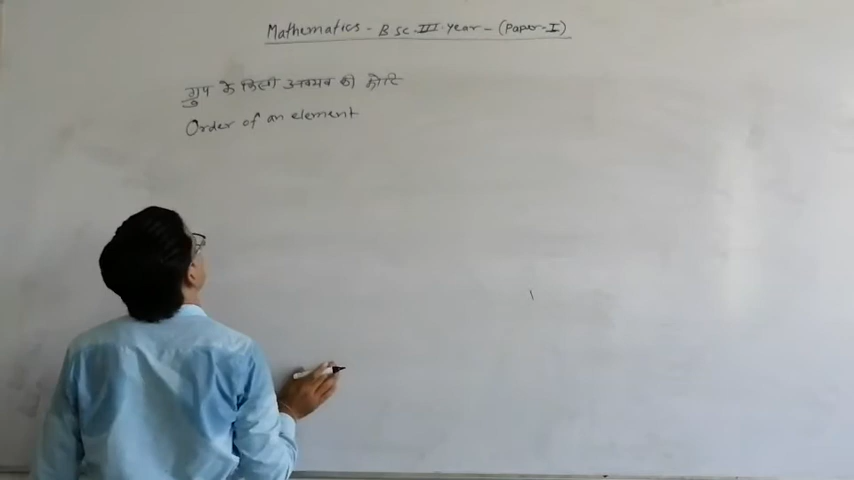 Mathematics - B sc. III year - (Paper-I)
ग्रुप के किसी अवयव की कोटि
Order of an element